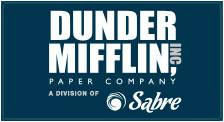 DUNDER
MIFFLIN, INC.
PAPER COMPANY
A DIVISION OF Sabre